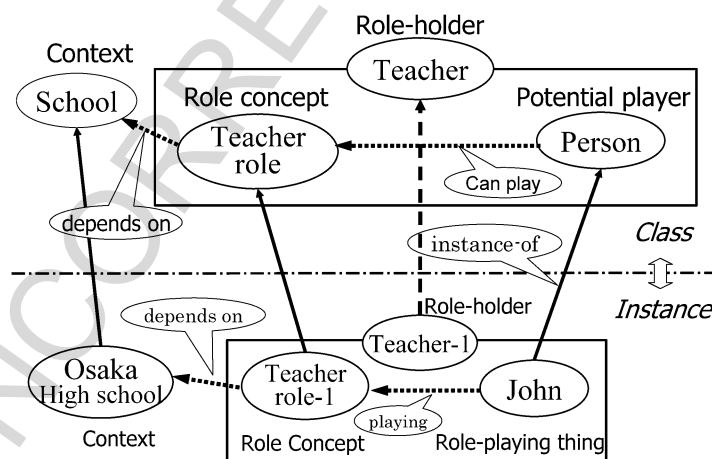 Role-holder
Context
Teacher
School
Role concept
Potential player
Teacher
role
Person
Can play
depends on
instance-of
Class
Instance
depends on
Role-holder
Teacher-1
Osaka
High school
Teacher
role-1
John
playing
Context
Role Concept
Role-playing thing